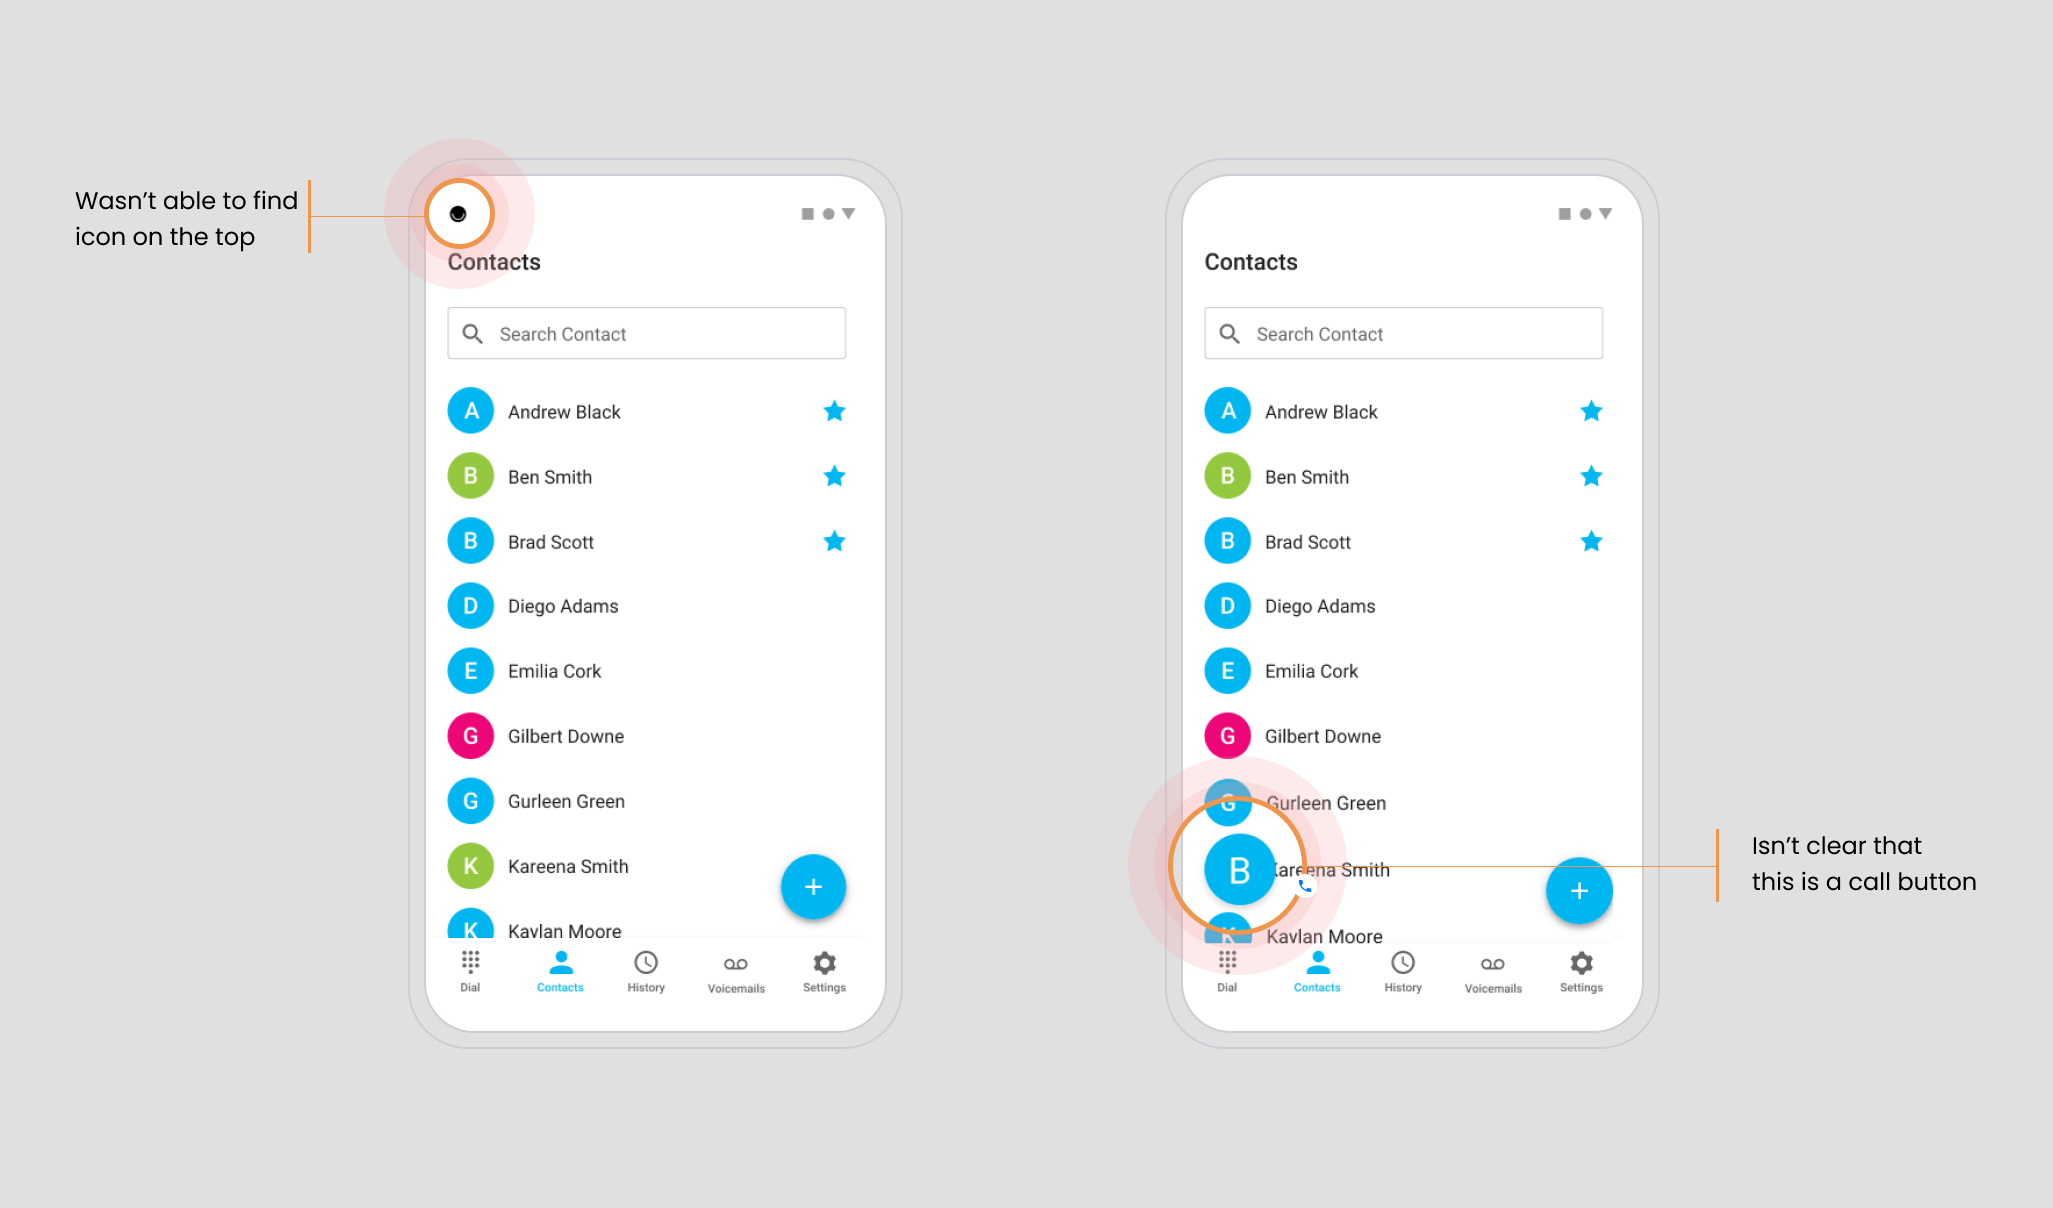 Wasn't able to find
icon on the top
Contacts
Search Contact
A Andrew Black
B Ben Smith
B Brad Scott
D Diego Adams
E Emilia Cork
G Gilbert Downe
G Gurleen Green
K Kareena Smith
+
K Kaylan Moore
Dial Contacts History Voicemails Settings
Contacts
Search Contact
A Andrew Black
B Ben Smith
B Brad Scott
D Diego Adams
E Emilia Cork
G Gilbert Downe
G Gurleen Green
B Kareena Smith
+
K Kaylan Moore
Dial Contacts History Voicemails Settings
Isn't clear that
this is a call button